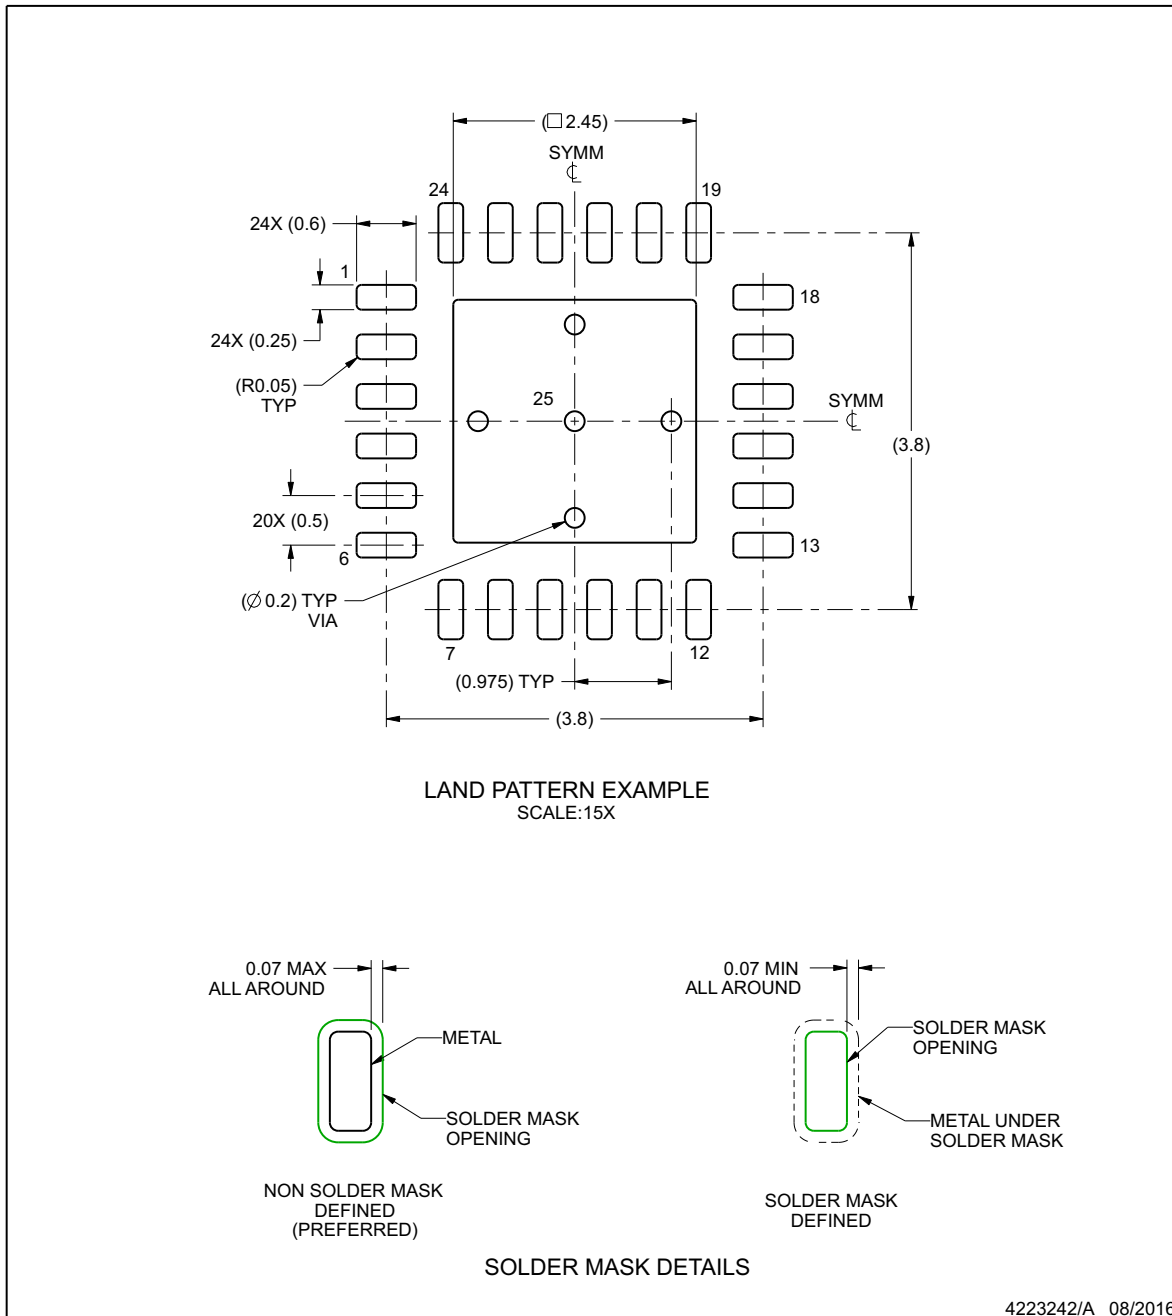 (□2.45)
SYMM
℄
24
19
24X (0.6)
1
18
24X (0.25)
(R0.05)
TYP
25
SYMM
℄
(3.8)
20X (0.5)
6
13
(Ø0.2) TYP
VIA
7
12
(0.975) TYP
(3.8)
LAND PATTERN EXAMPLE
SCALE:15X
0.07 MAX
ALL AROUND
METAL
SOLDER MASK
OPENING
NON SOLDER MASK
DEFINED
(PREFERRED)
0.07 MIN
ALL AROUND
SOLDER MASK
OPENING
METAL UNDER
SOLDER MASK
SOLDER MASK
DEFINED
SOLDER MASK DETAILS
4223242/A 08/2016